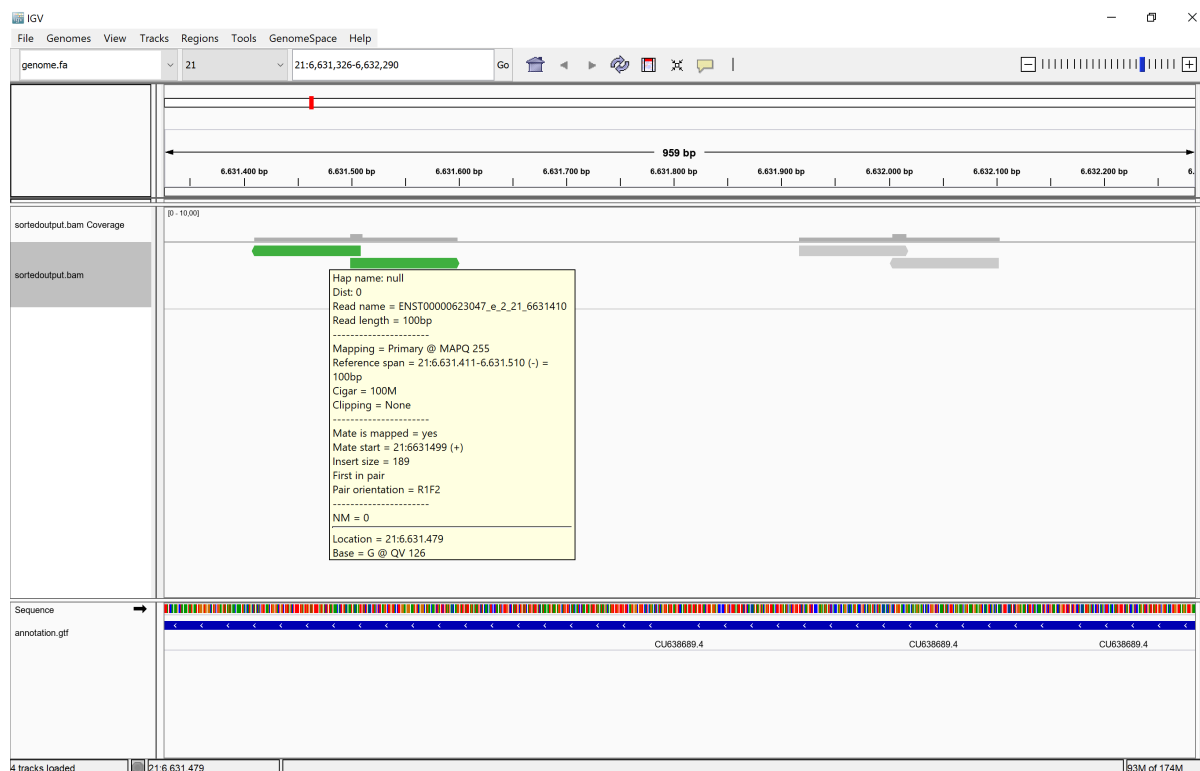 IGV
File Genomes View Tracks Regions Tools GenomeSpace Help
genome.fa 21 21:6,631,326-6,632,290 Go
959 bp
6.631.400 bp 6.631.500 bp 6.631.600 bp 6.631.700 bp 6.631.800 bp 6.631.900 bp 6.632.000 bp 6.632.100 bp 6.632.200 bp 6.
[0 - 10,00]
sortedoutput.bam Coverage
sortedoutput.bam
Hap name: null
Dist: 0
Read name = ENST00000623047_e_2_21_6631410
Read length = 100bp
----------------------
Mapping = Primary @ MAPQ 255
Reference span = 21:6.631.411-6.631.510 (-) =
100bp
Cigar = 100M
Clipping = None
----------------------
Mate is mapped = yes
Mate start = 21:6631499 (+)
Insert size = 189
First in pair
Pair orientation = R1F2
----------------------
NM = 0
Location = 21:6.631.479
Base = G @ QV 126
Sequence
annotation.gtf
CU638689.4 CU638689.4 CU638689.4
4 tracks loaded 21:6.631.479 93M of 174M